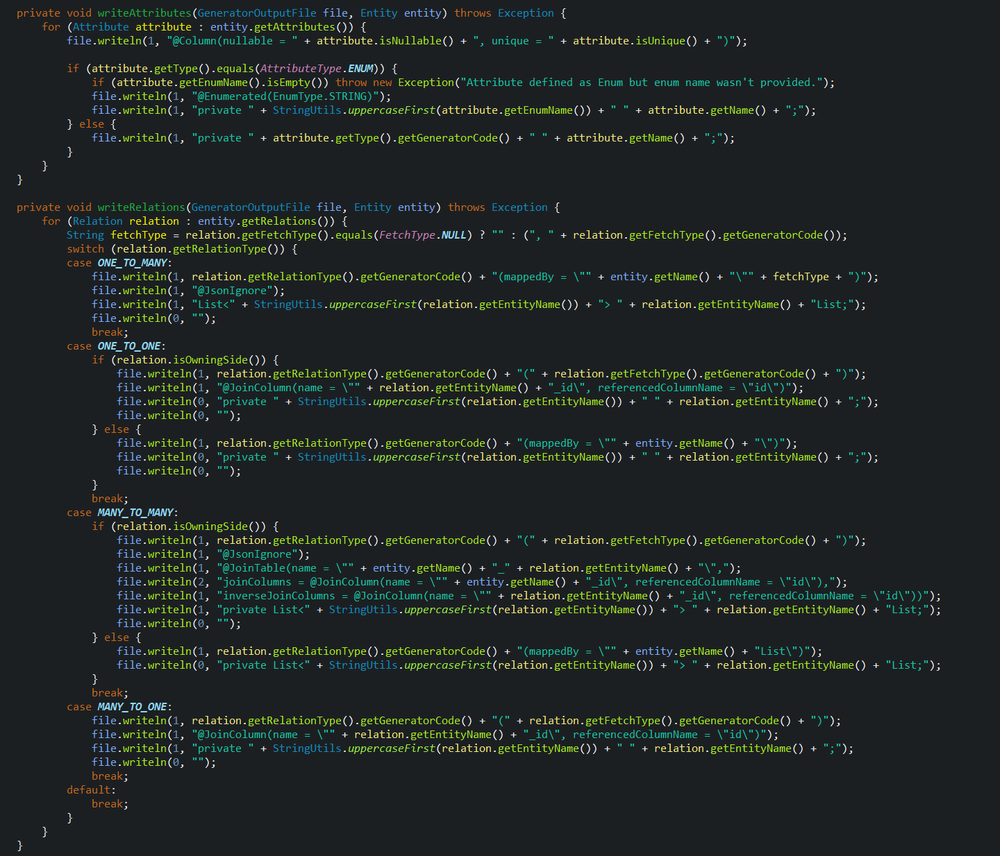 private void writeAttributes(GeneratorOutputFile file, Entity entity) throws Exception {
    for (Attribute attribute : entity.getAttributes()) {
        file.writeln(1, "@Column(nullable = " + attribute.isNullable() + ", unique = " + attribute.isUnique() + ")");

        if (attribute.getType().equals(AttributeType.ENUM)) {
            if (attribute.getEnumName().isEmpty()) throw new Exception("Attribute defined as Enum but enum name wasn't provided.");
            file.writeln(1, "@Enumerated(EnumType.STRING)");
            file.writeln(1, "private " + StringUtils.uppercaseFirst(attribute.getEnumName()) + " " + attribute.getName() + ";");
        } else {
            file.writeln(1, "private " + attribute.getType().getGeneratorCode() + " " + attribute.getName() + ";");
        }
    }
}

private void writeRelations(GeneratorOutputFile file, Entity entity) throws Exception {
    for (Relation relation : entity.getRelations()) {
        String fetchType = relation.getFetchType().equals(FetchType.NULL) ? "" : (", " + relation.getFetchType().getGeneratorCode());
        switch (relation.getRelationType()) {
        case ONE_TO_MANY:
            file.writeln(1, relation.getRelationType().getGeneratorCode() + "(mappedBy = \"" + entity.getName() + "\"" + fetchType + ")");
            file.writeln(1, "@JsonIgnore");
            file.writeln(1, "List<" + StringUtils.uppercaseFirst(relation.getEntityName()) + "> " + relation.getEntityName() + "List;");
            file.writeln(0, "");
            break;
        case ONE_TO_ONE:
            if (relation.isOwningSide()) {
                file.writeln(1, relation.getRelationType().getGeneratorCode() + "(" + relation.getFetchType().getGeneratorCode() + ")");
                file.writeln(1, "@JoinColumn(name = \"" + relation.getEntityName() + "_id\", referencedColumnName = \"id\")");
                file.writeln(0, "private " + StringUtils.uppercaseFirst(relation.getEntityName()) + " " + relation.getEntityName() + ";");
                file.writeln(0, "");
            } else {
                file.writeln(1, relation.getRelationType().getGeneratorCode() + "(mappedBy = \"" + entity.getName() + "\")");
                file.writeln(0, "private " + StringUtils.uppercaseFirst(relation.getEntityName()) + " " + relation.getEntityName() + ";");
                file.writeln(0, "");
            }
            break;
        case MANY_TO_MANY:
            if (relation.isOwningSide()) {
                file.writeln(1, relation.getRelationType().getGeneratorCode() + "(" + relation.getFetchType().getGeneratorCode() + ")");
                file.writeln(1, "@JsonIgnore");
                file.writeln(1, "@JoinTable(name = \"" + entity.getName() + "_" + relation.getEntityName() + "\",");
                file.writeln(2, "joinColumns = @JoinColumn(name = \"" + entity.getName() + "_id\", referencedColumnName = \"id\"),");
                file.writeln(1, "inverseJoinColumns = @JoinColumn(name = \"" + relation.getEntityName() + "_id\", referencedColumnName = \"id\"))");
                file.writeln(1, "private List<" + StringUtils.uppercaseFirst(relation.getEntityName()) + "> " + relation.getEntityName() + "List;");
                file.writeln(0, "");
            } else {
                file.writeln(1, relation.getRelationType().getGeneratorCode() + "(mappedBy = \"" + entity.getName() + "List\")");
                file.writeln(0, "private List<" + StringUtils.uppercaseFirst(relation.getEntityName()) + "> " + relation.getEntityName() + "List;");
            }
            break;
        case MANY_TO_ONE:
            file.writeln(1, relation.getRelationType().getGeneratorCode() + "(" + relation.getFetchType().getGeneratorCode() + ")");
            file.writeln(1, "@JoinColumn(name = \"" + relation.getEntityName() + "_id\", referencedColumnName = \"id\")");
            file.writeln(1, "private " + StringUtils.uppercaseFirst(relation.getEntityName()) + " " + relation.getEntityName() + ";");
            file.writeln(0, "");
            break;
        default:
            break;
        }
    }
}